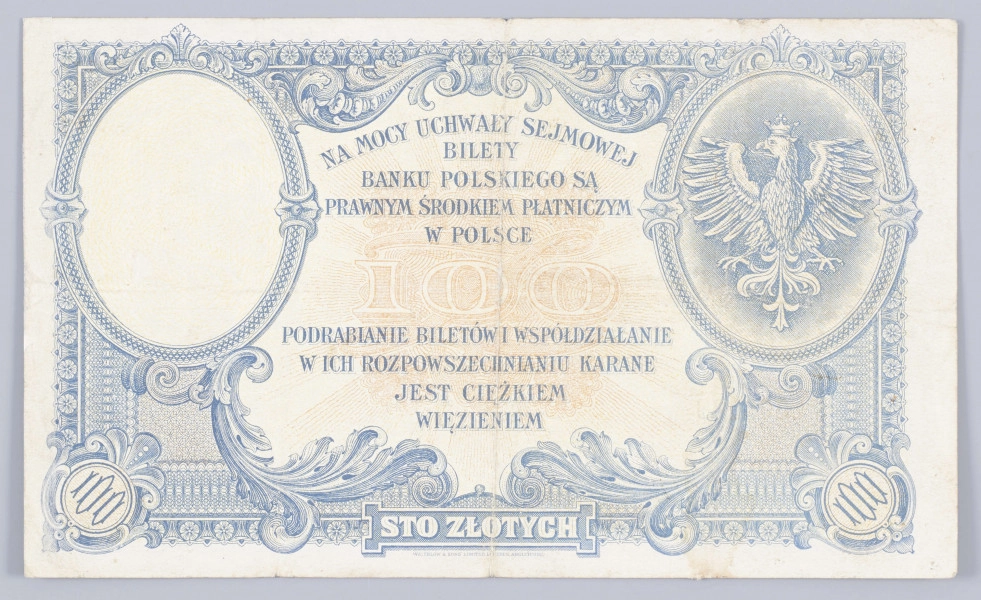 NA MOCY UCHWAŁY SEJMOWEJ
BILETY
BANKU POLSKIEGO SĄ
PRAWNYM ŚRODKIEM PŁATNICZYM
W POLSCE
100
PODRABIANIE BILETÓW I WSPÓŁDZIAŁANIE
W ICH ROZPOWSZECHNIANIU KARANE
JEST CIĘŻKIEM
WIĘZIENIEM
100
100
STO ZŁOTYCH